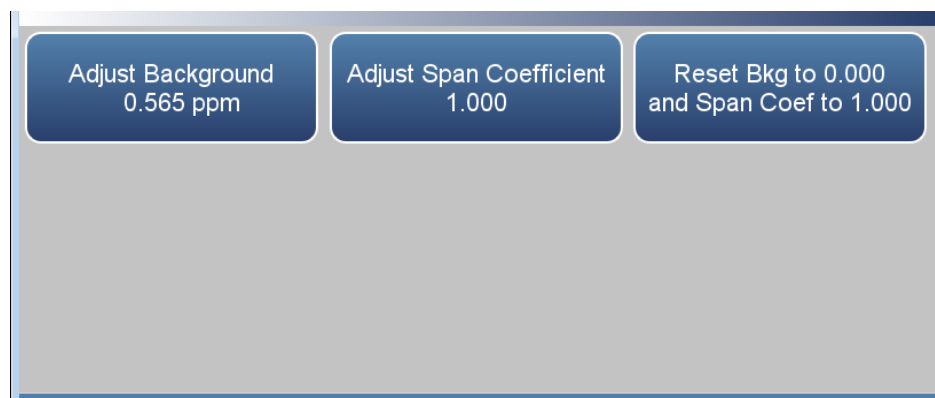 Adjust Background
0.565 ppm
Adjust Span Coefficient
1.000
Reset Bkg to 0.000
and Span Coef to 1.000